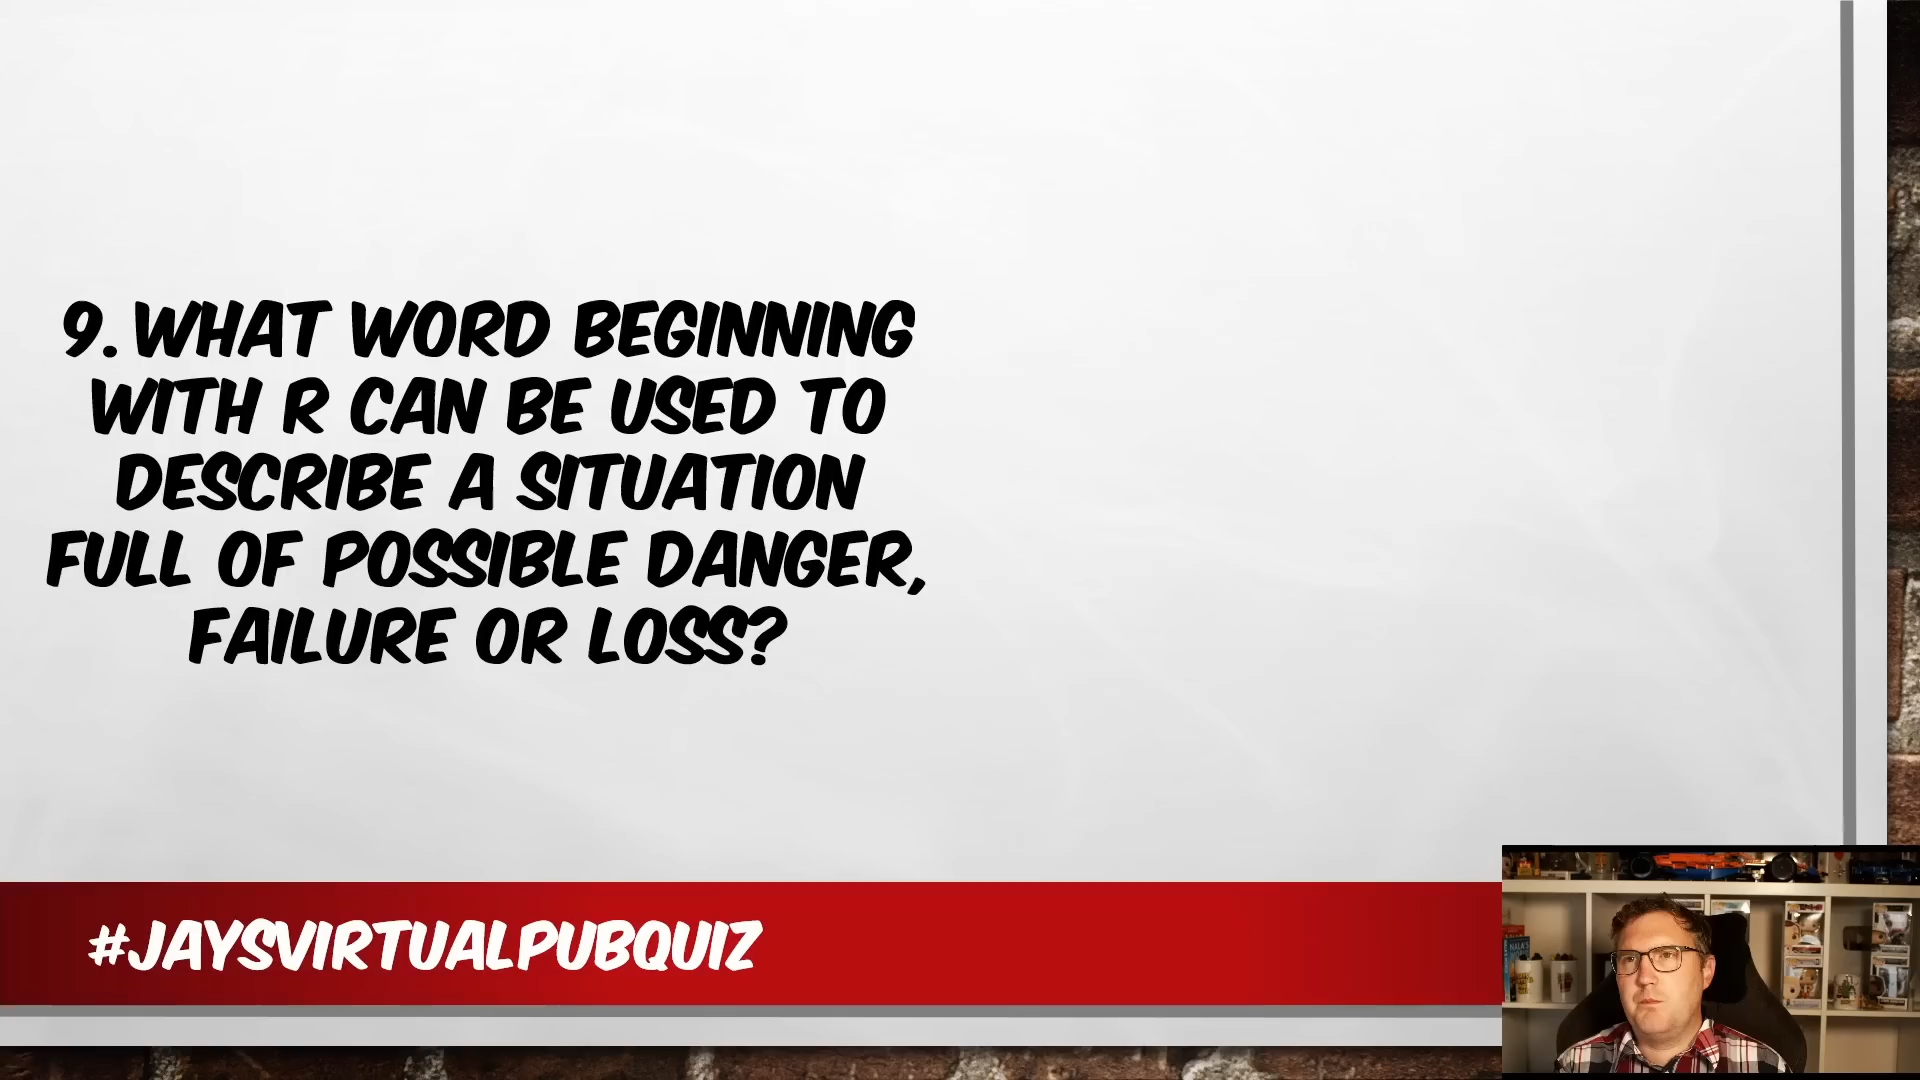 9. WHAT WORD BEGINNING
WITH R CAN BE USED TO
DESCRIBE A SITUATION
FULL OF POSSIBLE DANGER,
FAILURE OR LOSS?
#JAYSVIRTUALPUBQUIZ